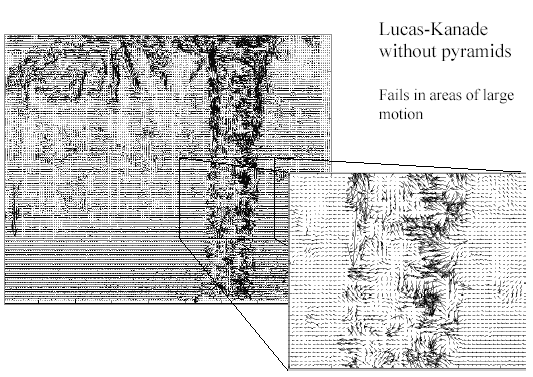 Lucas-Kanade
without pyramids
Fails in areas of large
motion